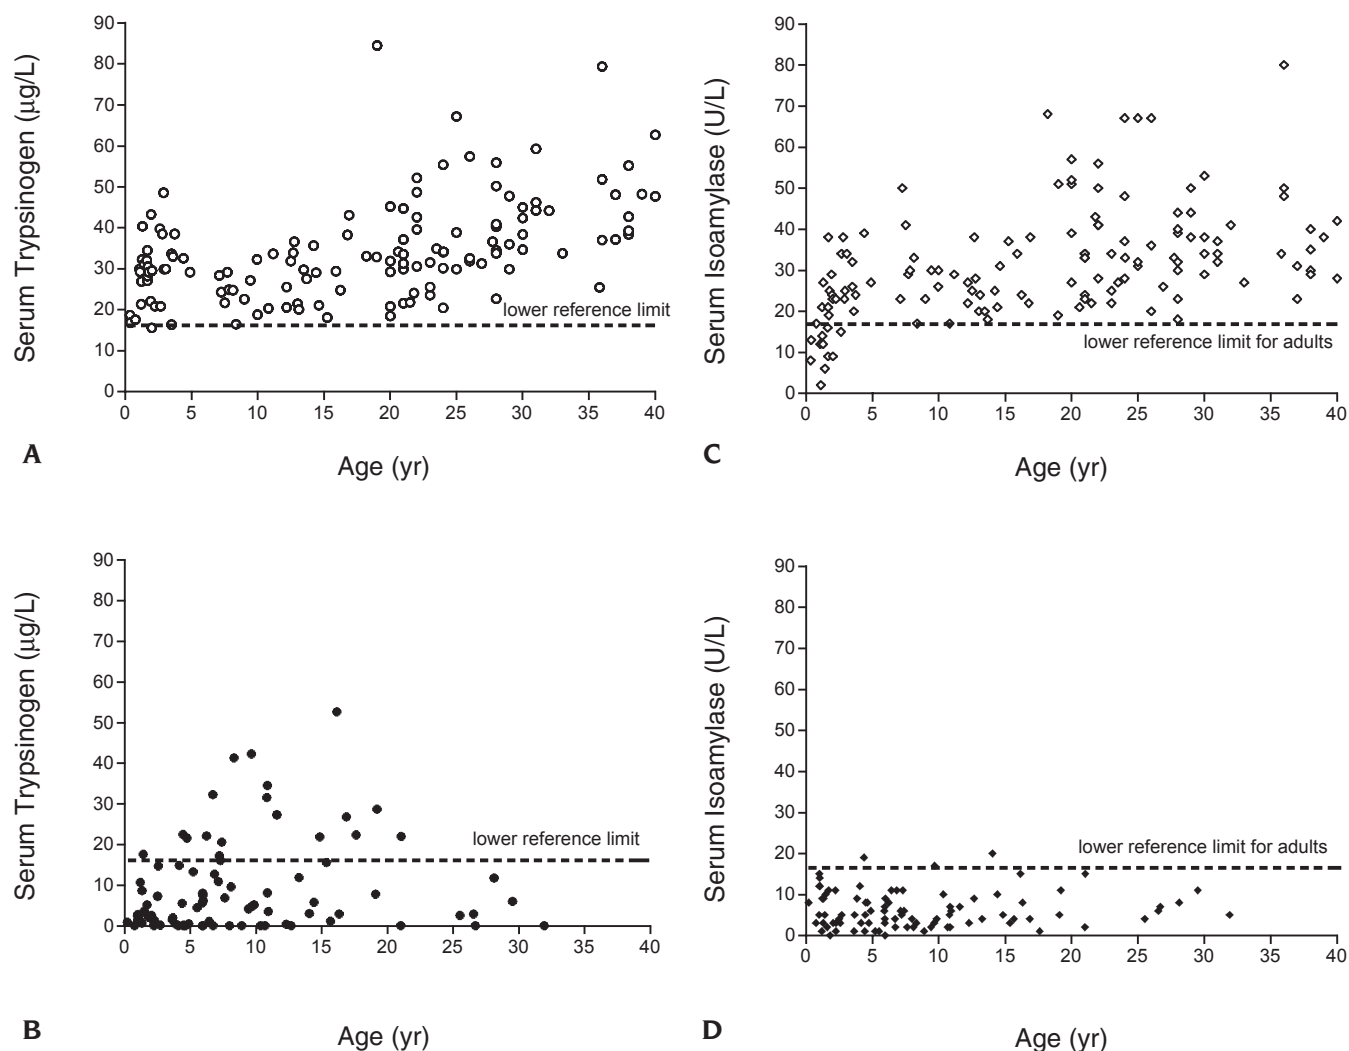 90
80
70
60
50
40
30
20
10
0
Serum Trypsinogen (µg/L)
lower reference limit
0 5 10 15 20 25 30 35 40
Age (yr)
A
90
80
70
60
50
40
30
20
10
0
Serum Isoamylase (U/L)
lower reference limit for adults
0 5 10 15 20 25 30 35 40
Age (yr)
C
90
80
70
60
50
40
30
20
10
0
Serum Trypsinogen (µg/L)
lower reference limit
0 5 10 15 20 25 30 35 40
Age (yr)
B
90
80
70
60
50
40
30
20
10
0
Serum Isoamylase (U/L)
lower reference limit for adults
0 5 10 15 20 25 30 35 40
Age (yr)
D